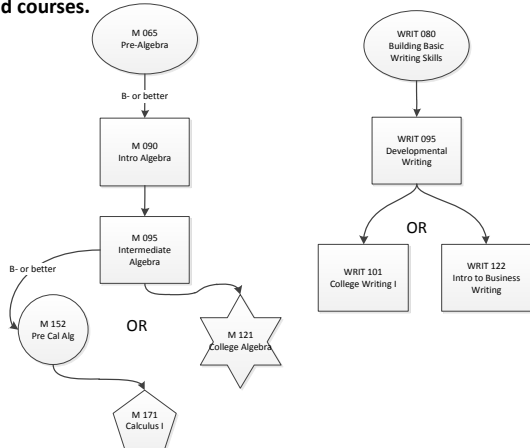 d courses.
M 065
Pre-Algebra
B- or better
M 090
Intro Algebra
M 095
Intermediate
Algebra
B- or better
M 152
Pre Cal Alg
OR
M 121
College Algebra
M 171
Calculus I
WRIT 080
Building Basic
Writing Skills
WRIT 095
Developmental
Writing
OR
WRIT 101
College Writing I
WRIT 122
Intro to Business
Writing